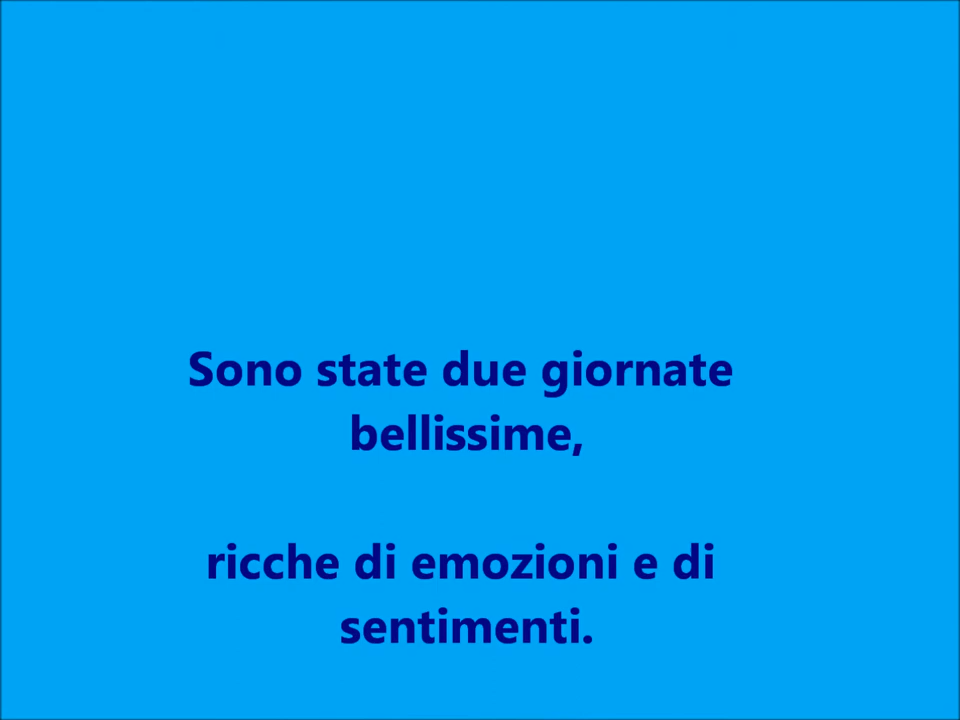 Sono state due giornate
bellissime,
ricche di emozioni e di
sentimenti.